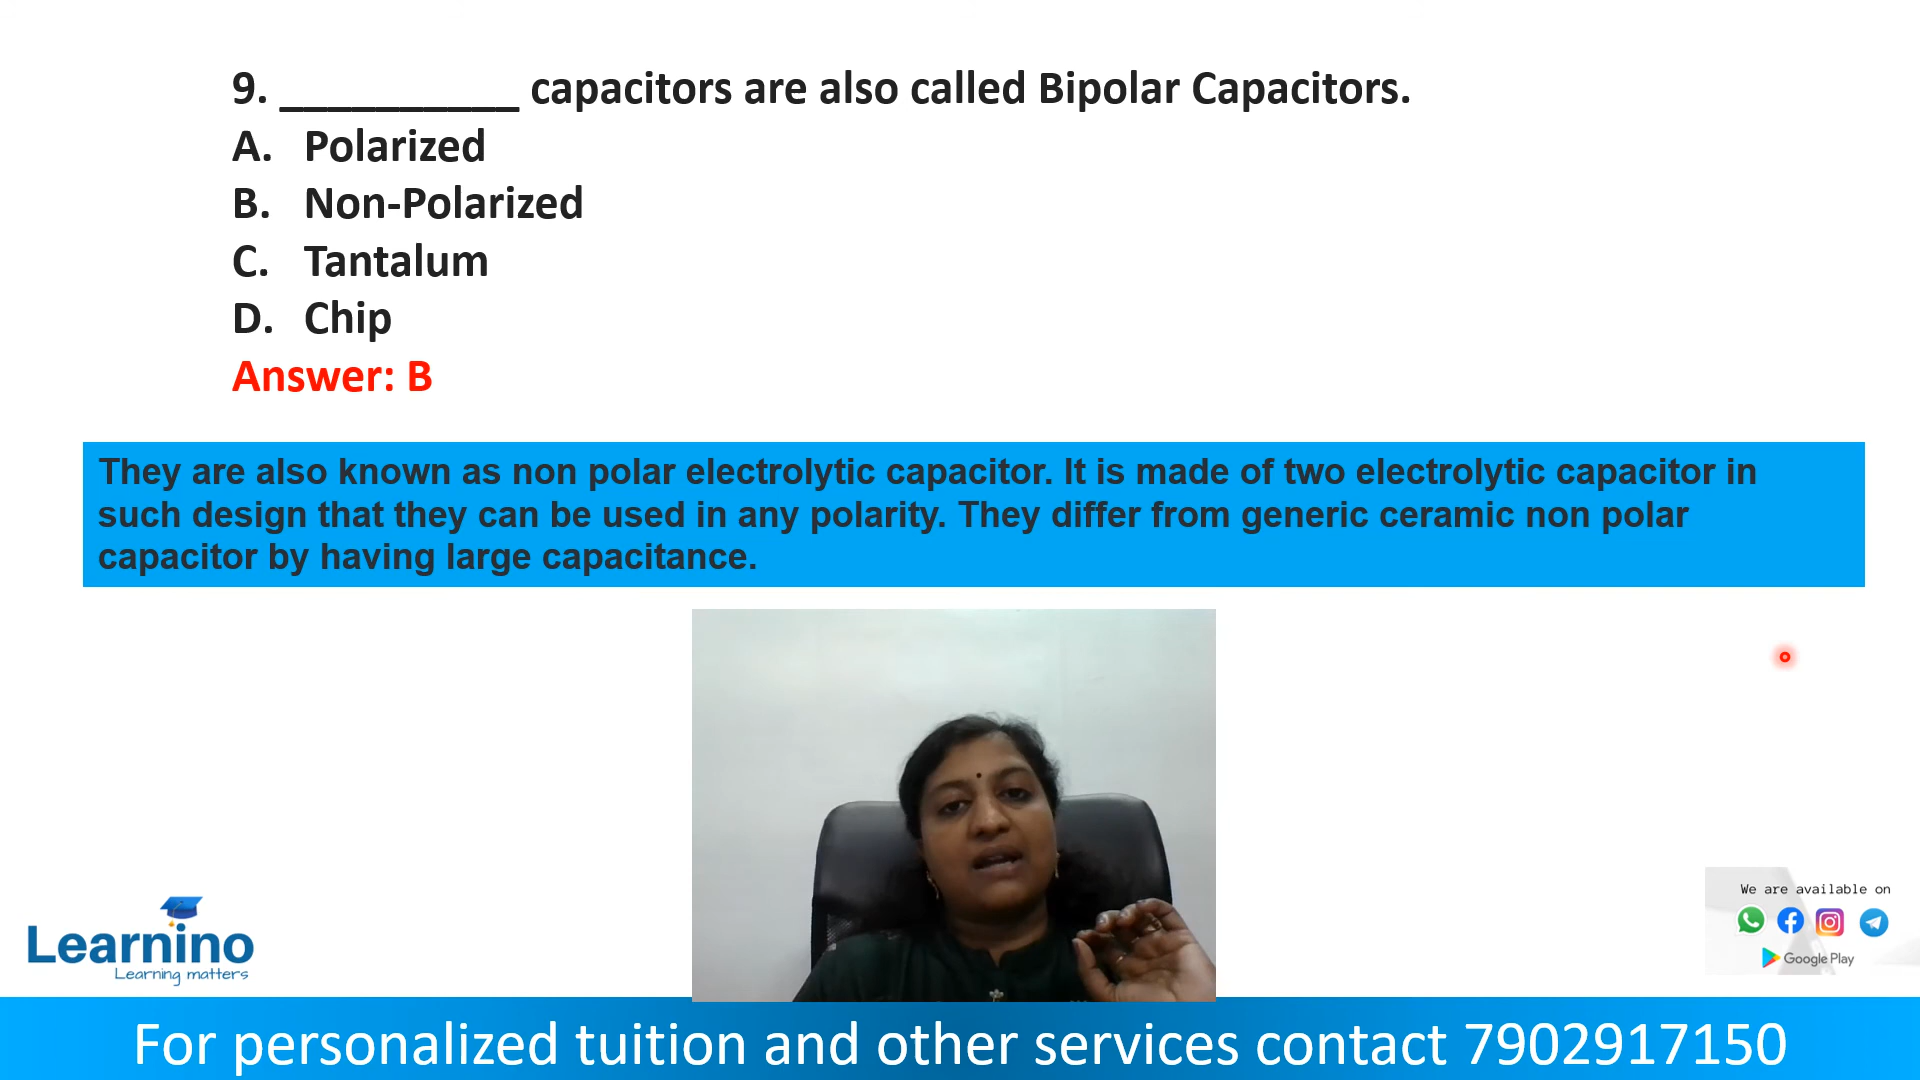 9. __________ capacitors are also called Bipolar Capacitors.
A. Polarized
B. Non-Polarized
C. Tantalum
D. Chip
Answer: B
They are also known as non polar electrolytic capacitor. It is made of two electrolytic capacitor in
such design that they can be used in any polarity. They differ from generic ceramic non polar
capacitor by having large capacitance.
We are available on
Google Play
Learnino
Learning matters
For personalized tuition and other services contact 7902917150